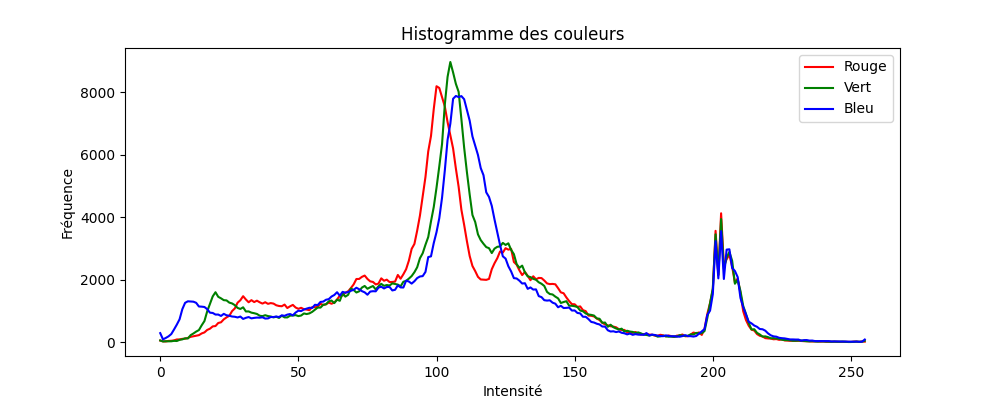 Histogramme des couleurs
Rouge
Vert
Bleu
Fréquence
8000
6000
4000
2000
0
0 50 100 150 200 250
Intensité